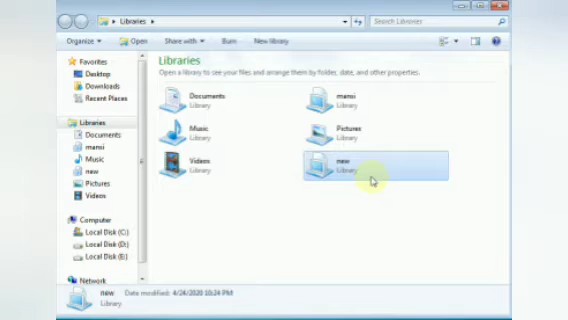 Libraries
Search Libraries
Organize
Open
Share with
Burn
New library
Favorites
Desktop
Downloads
Recent Places
Libraries
Documents
mansi
Music
new
Pictures
Videos
Computer
Local Disk (C:)
Local Disk (D:)
Local Disk (E:)
Network
Libraries
Open a library to see your files and arrange them by folder, date, and other properties.
Documents
Library
mansi
Library
Music
Library
Pictures
Library
Videos
Library
new
Library
new Date modified: 4/24/2020 10:24 PM
Library